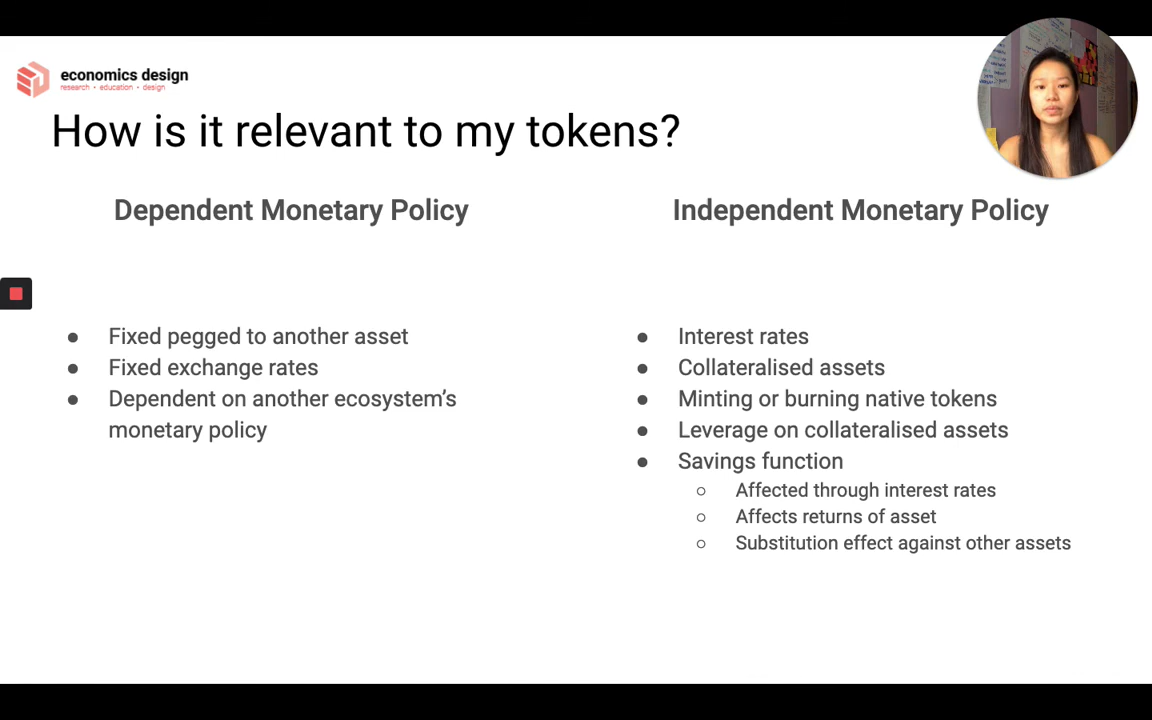 economics design
research • education • design
How is it relevant to my tokens?
Dependent Monetary Policy
● Fixed pegged to another asset
● Fixed exchange rates
● Dependent on another ecosystem’s
monetary policy
Independent Monetary Policy
● Interest rates
● Collateralised assets
● Minting or burning native tokens
● Leverage on collateralised assets
● Savings function
○ Affected through interest rates
○ Affects returns of asset
○ Substitution effect against other assets